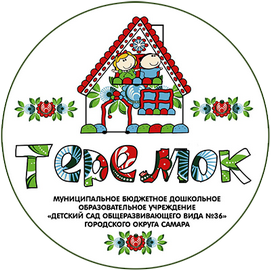 Теремок
МУНИЦИПАЛЬНОЕ БЮДЖЕТНОЕ ДОШКОЛЬНОЕ
ОБРАЗОВАТЕЛЬНОЕ УЧРЕЖДЕНИЕ
«ДЕТСКИЙ САД ОБЩЕРАЗВИВАЮЩЕГО ВИДА №36»
ГОРОДСКОГО ОКРУГА САМАРА